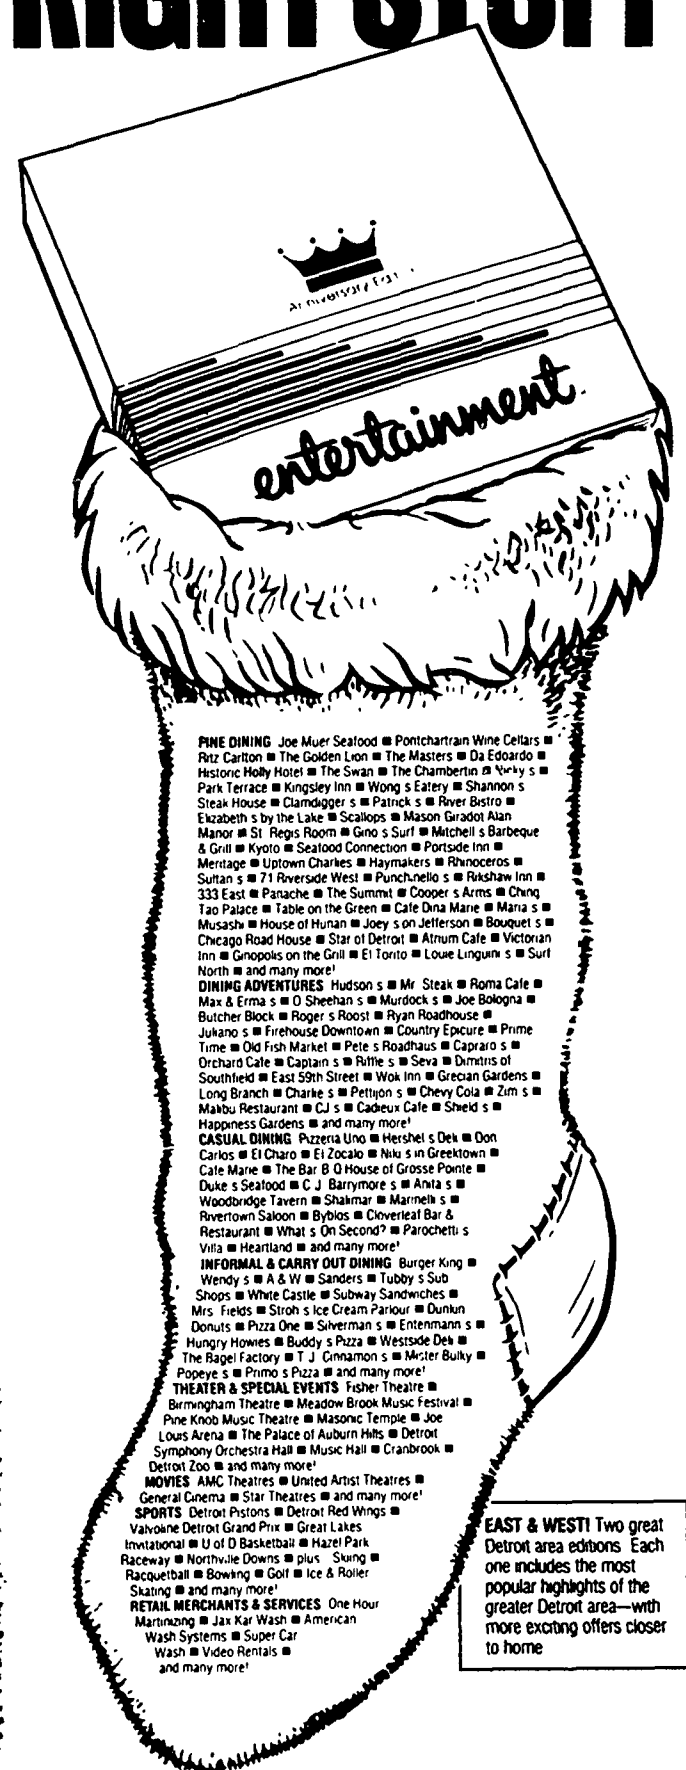 RIGHT STUFF
Anniversary Edition
entertainment
FINE DINING Joe Muer Seafood ■ Pontchartrain Wine Cellars ■
Ritz Carlton ■ The Golden Lion ■ The Masters ■ Da Edoardo ■
Historic Holly Hotel ■ The Swan ■ The Chambertin ■ Vicky s ■
Park Terrace ■ Kingsley Inn ■ Wong s Eatery ■ Shannon s
Steak House ■ Clamdigger s ■ Patrick s ■ River Bistro ■
Elizabeth s by the Lake ■ Scallops ■ Mason Giradot Alan
Manor ■ St Regis Room ■ Gino s Surf ■ Mitchell s Barbeque
& Grill ■ Kyoto ■ Seafood Connection ■ Portside Inn ■
Meritage ■ Uptown Charlies ■ Haymakers ■ Rhinoceros ■
Sultan s ■ 71 Riverside West ■ Punchinello s ■ Rikshaw Inn ■
333 East ■ Panache ■ The Summit ■ Cooper s Arms ■ Ching
Tao Palace ■ Table on the Green ■ Cafe Dina Marie ■ Maria s ■
Musashi ■ House of Hunan ■ Joey s on Jefferson ■ Bouquet s ■
Chicago Road House ■ Star of Detroit ■ Atrium Cafe ■ Victorian
Inn ■ Ginopolis on the Grill ■ El Torito ■ Louie Linguini s ■ Surf
North ■ and many more!
DINING ADVENTURES Hudson s ■ Mr Steak ■ Roma Cafe ■
Max & Erma s ■ O Sheehan s ■ Murdock s ■ Joe Bologna ■
Butcher Block ■ Roger s Roost ■ Ryan Roadhouse ■
Juliano s ■ Firehouse Downtown ■ Country Epicure ■ Prime
Time ■ Old Fish Market ■ Pete s Roadhaus ■ Capraro s ■
Orchard Cafe ■ Captain s ■ Riffle s ■ Seva ■ Dimitris of
Southfield ■ East 59th Street ■ Wok Inn ■ Grecian Gardens ■
Long Branch ■ Charlie s ■ Pettijon s ■ Chevy Cola ■ Zim s ■
Malibu Restaurant ■ CJ s ■ Cadieux Cafe ■ Shield s ■
Happiness Gardens ■ and many more!
CASUAL DINING Pizzeria Uno ■ Hershel s Deli ■ Don
Carlos ■ El Charo ■ El Zocalo ■ Niki s in Greektown ■
Cafe Marie ■ The Bar B Q House of Grosse Pointe ■
Duke s Seafood ■ C J Barrymore s ■ Anita s ■
Woodbridge Tavern ■ Shalimar ■ Marinelli s ■
Rivertown Saloon ■ Byblos ■ Cloverleaf Bar &
Restaurant ■ What s On Second? ■ Parochetti s
Villa ■ Heartland ■ and many more!
INFORMAL & CARRY OUT DINING Burger King ■
Wendy s ■ A & W ■ Sanders ■ Tubby s Sub
Shops ■ White Castle ■ Subway Sandwiches ■
Mrs Fields ■ Stroh s Ice Cream Parlour ■ Dunkin
Donuts ■ Pizza One ■ Silverman s ■ Entenmann s ■
Hungry Howies ■ Buddy s Pizza ■ Westside Deli ■
The Bagel Factory ■ T J Cinnamon s ■ Mister Bulky ■
Popeye s ■ Primo s Pizza ■ and many more!
THEATER & SPECIAL EVENTS Fisher Theatre ■
Birmingham Theatre ■ Meadow Brook Music Festival ■
Pine Knob Music Theatre ■ Masonic Temple ■ Joe
Louis Arena ■ The Palace of Auburn Hills ■ Detroit
Symphony Orchestra Hall ■ Music Hall ■ Cranbrook ■
Detroit Zoo ■ and many more!
MOVIES AMC Theatres ■ United Artist Theatres ■
General Cinema ■ Star Theatres ■ and many more!
SPORTS Detroit Pistons ■ Detroit Red Wings ■
Valvoline Detroit Grand Prix ■ Great Lakes
Invitational ■ U of D Basketball ■ Hazel Park
Raceway ■ Northville Downs ■ plus Skiing ■
Racquetball ■ Bowling ■ Golf ■ Ice & Roller
Skating ■ and many more!
RETAIL MERCHANTS & SERVICES One Hour
Martinizing ■ Jax Kar Wash ■ American
Wash Systems ■ Super Car
Wash ■ Video Rentals ■
and many more!
EAST & WEST! Two great
Detroit area editions Each
one includes the most
popular highlights of the
greater Detroit area—with
more exciting offers closer
to home